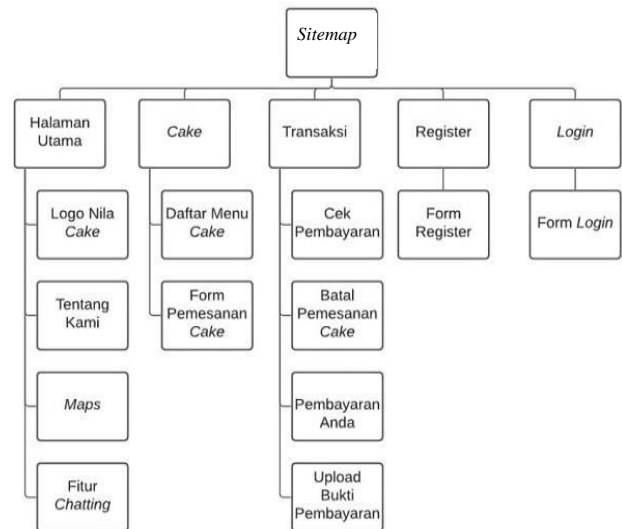 Sitemap
Halaman
Utama
Cake
Transaksi
Register
Login
Logo Nila
Cake
Daftar Menu
Cake
Cek
Pembayaran
Form
Register
Form Login
Tentang
Kami
Form
Pemesanan
Cake
Batal
Pemesanan
Cake
Maps
Pembayaran
Anda
Fitur
Chatting
Upload
Bukti
Pembayaran